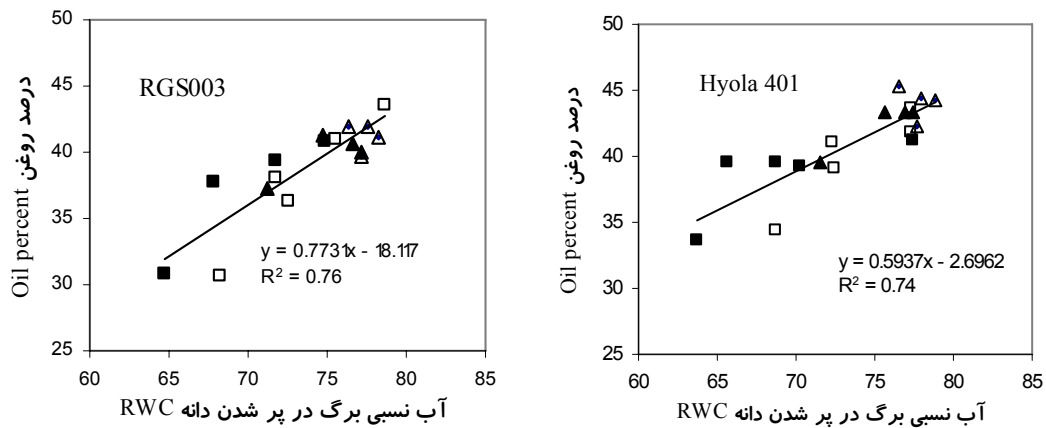 50
45
40
35
30
25
درصد روغن Oil percent
RGS003
y = 0.7731x - 18.117
R² = 0.76
60 65 70 75 80 85
آب نسبی برگ در پر شدن دانه RWC
50
45
40
35
30
25
درصد روغن Oil percent
Hyola 401
y = 0.5937x - 2.6962
R² = 0.74
60 65 70 75 80 85
آب نسبی برگ در پر شدن دانه RWC